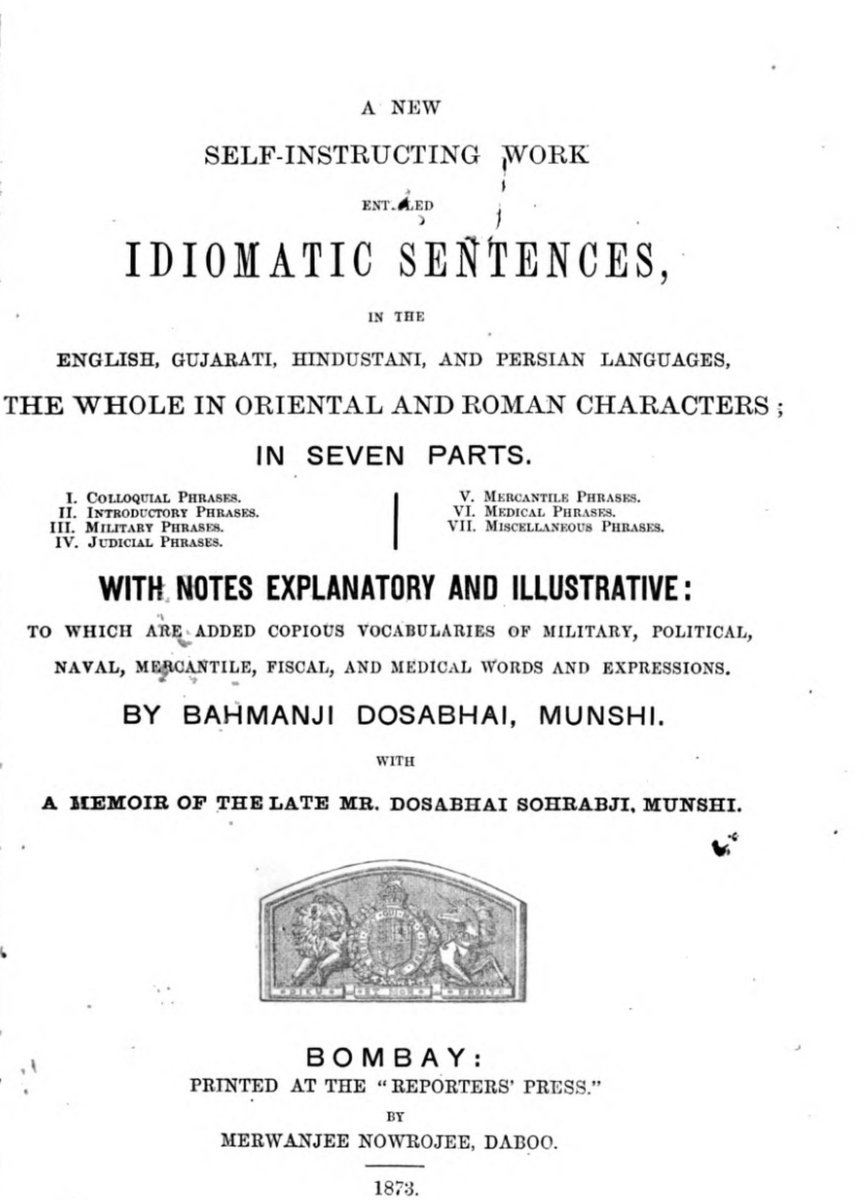 A NEW
SELF-INSTRUCTING WORK
IDIOMATIC SENTENCES,
IN THE
ENGLISH, GUJARATI, HINDUSTANI, AND PERSIAN LANGUAGES,
THE WHOLE IN ORIENTAL AND ROMAN CHARACTERS;
IN SEVEN PARTS.
I. COLLOQUIAL PHRASES.
II. INTRODUCTORY PHRASES.
III. MILITARY PHRASES.
IV. JUDICIAL PHRASES.
V. MERCANTILE PHRASES.
VI. MEDICAL PHRASES.
VII. MISCELLANEOUS PHRASES.
WITH NOTES EXPLANATORY AND ILLUSTRATIVE:
TO WHICH ARE ADDED COPIOUS VOCABULARIES OF MILITARY, POLITICAL,
NAVAL, MERCANTILE, FISCAL, AND MEDICAL WORDS AND EXPRESSIONS.
BY BAHMANJI DOSABHAI, MUNSHI.
WITH
A MEMOIR OF THE LATE MR. DOSABHAI SOHRABJI, MUNSHI.
DIEU ET MON DROIT
BOMBAY:
PRINTED AT THE "REPORTERS' PRESS."
BY
MERWANJEE NOWROJEE, DABOO.
1873.